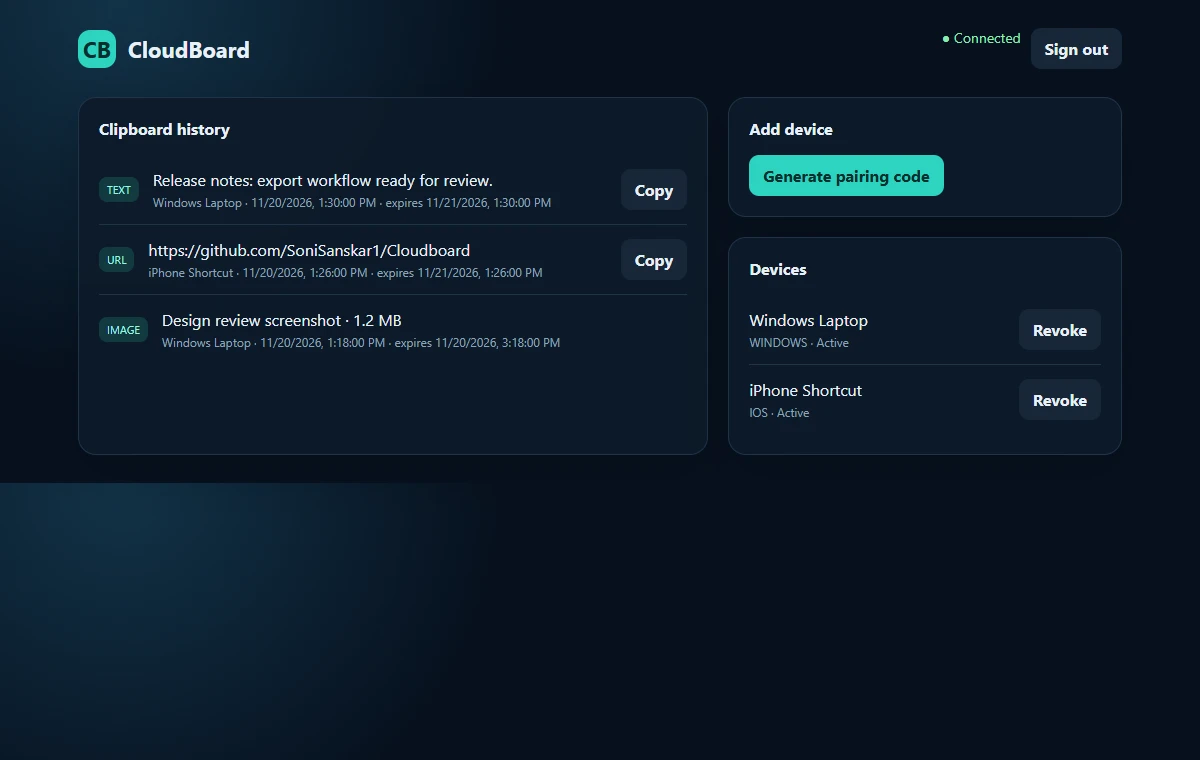 CB CloudBoard
● Connected
Sign out
Clipboard history
TEXT
Release notes: export workflow ready for review.
Windows Laptop · 11/20/2026, 1:30:00 PM · expires 11/21/2026, 1:30:00 PM
Copy
URL
https://github.com/SoniSanskar1/Cloudboard
iPhone Shortcut · 11/20/2026, 1:26:00 PM · expires 11/21/2026, 1:26:00 PM
Copy
IMAGE
Design review screenshot · 1.2 MB
Windows Laptop · 11/20/2026, 1:18:00 PM · expires 11/20/2026, 3:18:00 PM
Add device
Generate pairing code
Devices
Windows Laptop
WINDOWS · Active
Revoke
iPhone Shortcut
IOS · Active
Revoke